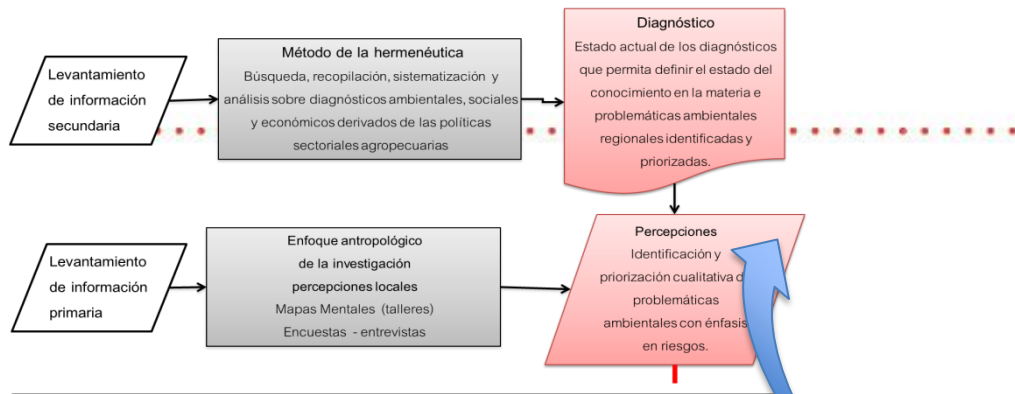 Levantamiento
de información
secundaria
Método de la hermenéutica
Búsqueda, recopilación, sistematización y
análisis sobre diagnósticos ambientales, sociales
y económicos derivados de las políticas
sectoriales agropecuarias
Diagnóstico
Estado actual de los diagnósticos
que permita definir el estado del
conocimiento en la materia e
problemáticas ambientales
regionales identificadas y
priorizadas.
Levantamiento
de información
primaria
Enfoque antropológico
de la investigación
percepciones locales
Mapas Mentales (talleres)
Encuestas - entrevistas
Percepciones
Identificación y
priorización cualitativa
problemáticas
ambientales con énfasis
en riesgos.